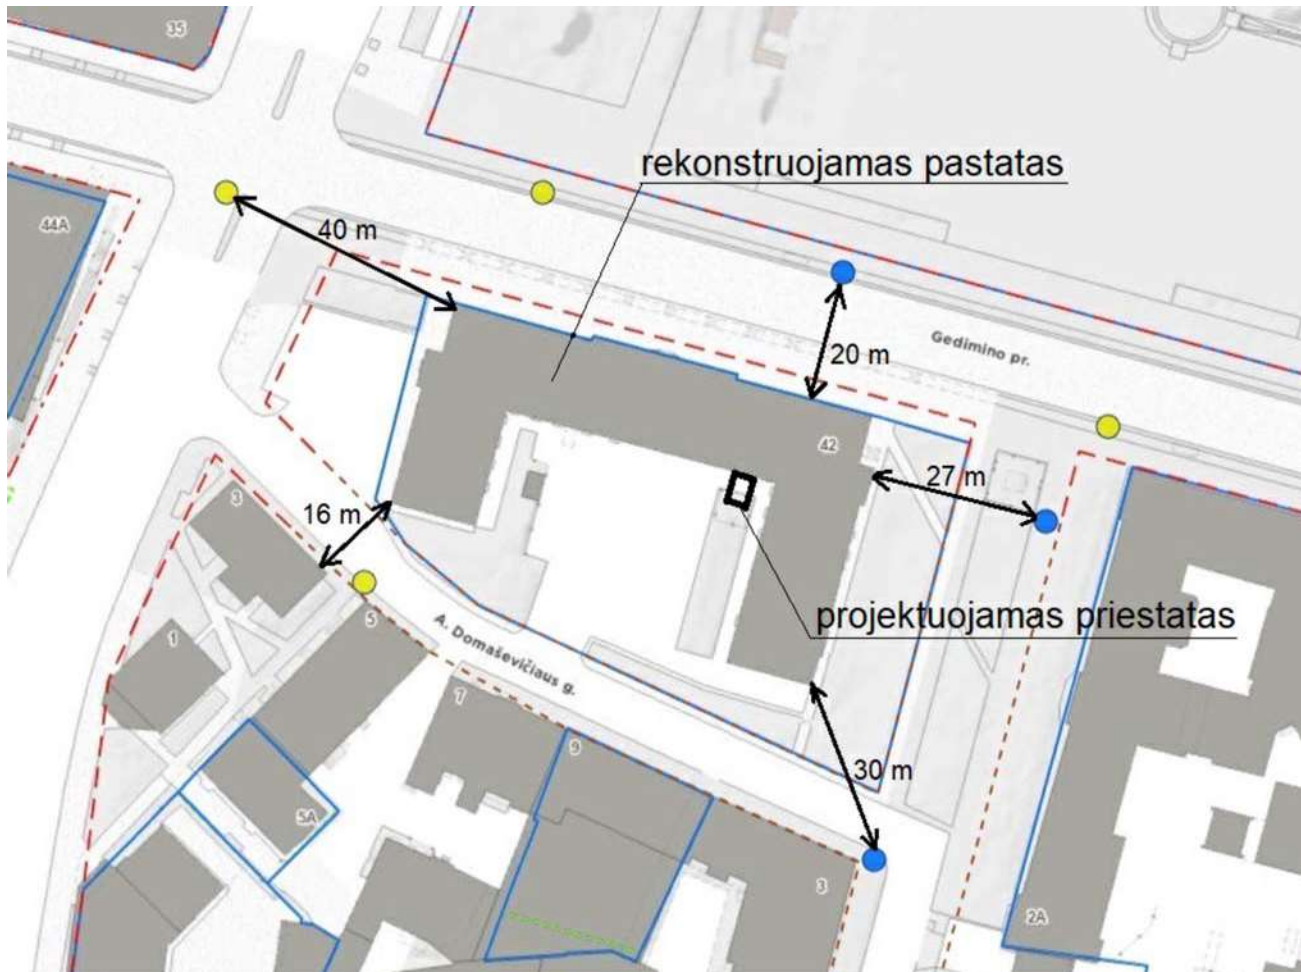 35
rekonstruojamas pastatas
44A
40 m
Gedimino pr.
20 m
42
27 m
3
16 m
projektuojamas priestatas
5
A. Domaševičiaus g.
1
7
9
30 m
5A
3
2A